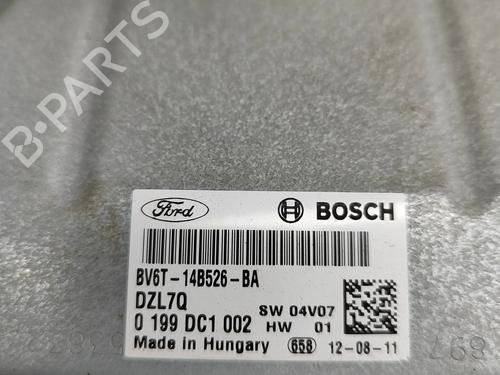 B-PARTS
Ford
BOSCH
BV6T-14B526-BA
DZL7Q
SW 04V07
0 199 DC1 002
HW 01
Made in Hungary
658
12-08-11